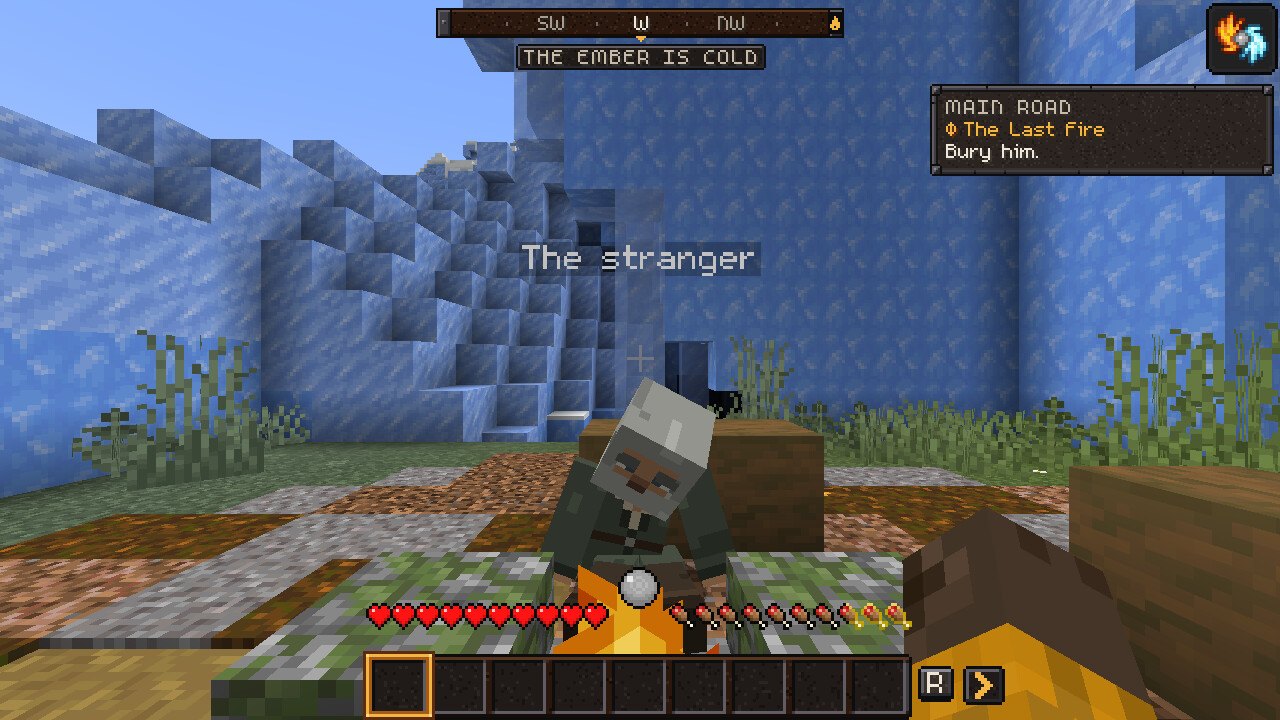 SW W NW
THE EMBER IS COLD
MAIN ROAD
The Last Fire
Bury him.
The stranger
R